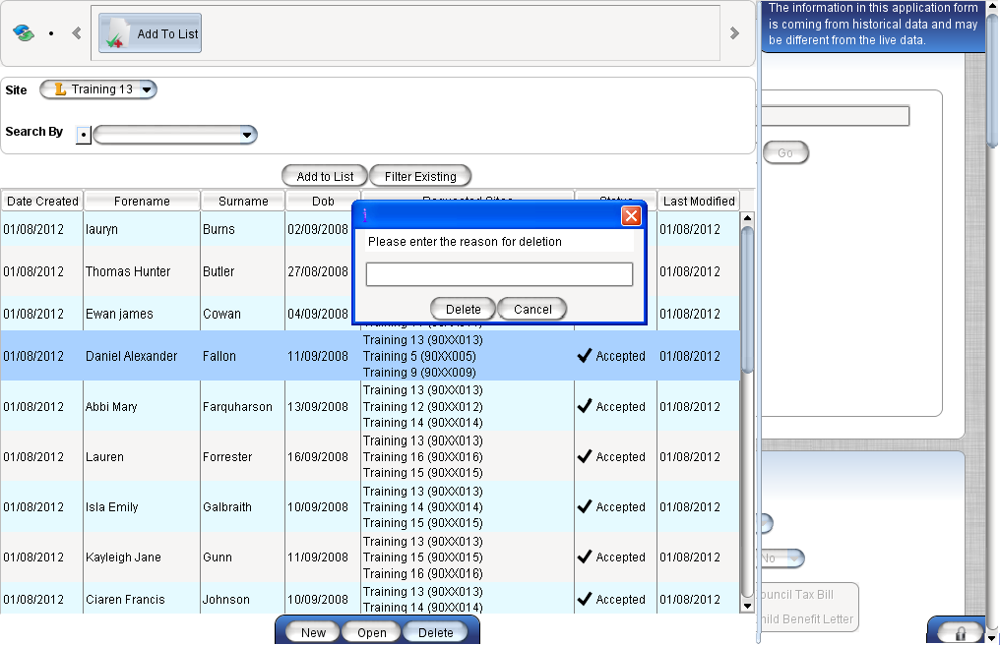 The information in this application form
is coming from historical data and may
be different from the live data.
Add To List
Site
Training 13
Search By
Go
Add to List
Filter Existing
Date Created Forename Surname Dob Requested Sites Status Last Modified
01/08/2012 lauryn Burns 02/09/2008 01/08/2012
01/08/2012 Thomas Hunter Butler 27/08/2008 01/08/2012
01/08/2012 Ewan james Cowan 04/09/2008 01/08/2012
Please enter the reason for deletion
Delete
Cancel
Training 13 (90XX013)
01/08/2012 Daniel Alexander Fallon 11/09/2008 Training 5 (90XX005) Accepted 01/08/2012
Training 9 (90XX009)
Training 13 (90XX013)
01/08/2012 Abbi Mary Farquharson 13/09/2008 Training 12 (90XX012) Accepted 01/08/2012
Training 14 (90XX014)
Training 13 (90XX013)
01/08/2012 Lauren Forrester 16/09/2008 Training 16 (90XX016) Accepted 01/08/2012
Training 15 (90XX015)
Training 13 (90XX013)
01/08/2012 Isla Emily Galbraith 10/09/2008 Training 14 (90XX014) Accepted 01/08/2012
Training 15 (90XX015)
Training 13 (90XX013)
01/08/2012 Kayleigh Jane Gunn 11/09/2008 Training 15 (90XX015) Accepted 01/08/2012
Training 16 (90XX016)
Training 13 (90XX013)
01/08/2012 Ciaren Francis Johnson 10/09/2008 Accepted 01/08/2012
Training 14 (90XX014)
No
ouncil Tax Bill
hild Benefit Letter
New
Open
Delete